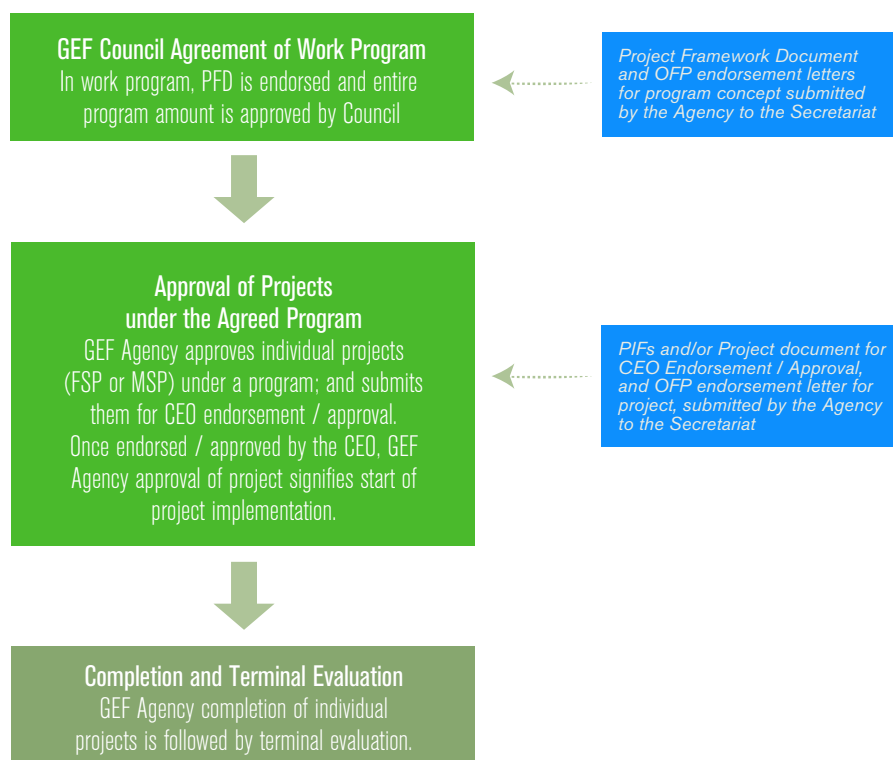 GEF Council Agreement of Work Program
In work program, PFD is endorsed and entire
program amount is approved by Council
Project Framework Document
and OFP endorsement letters
for program concept submitted
by the Agency to the Secretariat
Approval of Projects
under the Agreed Program
GEF Agency approves individual projects
(FSP or MSP) under a program; and submits
them for CEO endorsement / approval.
Once endorsed / approved by the CEO, GEF
Agency approval of project signifies start of
project implementation.
PIFs and/or Project document for
CEO Endorsement / Approval,
and OFP endorsement letter for
project, submitted by the Agency
to the Secretariat
Completion and Terminal Evaluation
GEF Agency completion of individual
projects is followed by terminal evaluation.